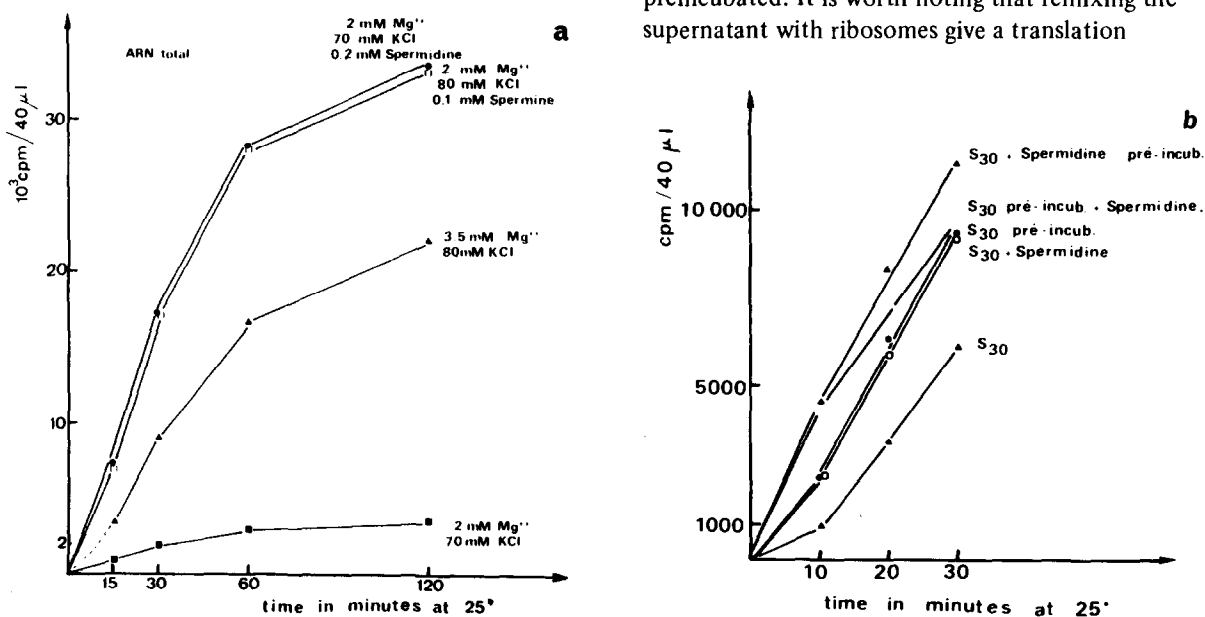 preincubated. It is worth noting that remixing the
supernatant with ribosomes give a translation
a
ARN total
2 mM Mg''
70 mM KCl
0.2 mM Spermidine
2 mM Mg''
80 mM KCl
0.1 mM Spermine
3.5 mM Mg''
80mM KCl
2 mM Mg''
70 mM KCl
10³cpm/40 µl
30
20
10
2
15 30 60 120
time in minutes at 25°
b
S30 + Spermidine pré-incub.
S30 pré-incub. + Spermidine.
S30 pré-incub.
S30 + Spermidine
S30
cpm/40 µl
10 000
5000
1000
10 20 30
time in minutes at 25°